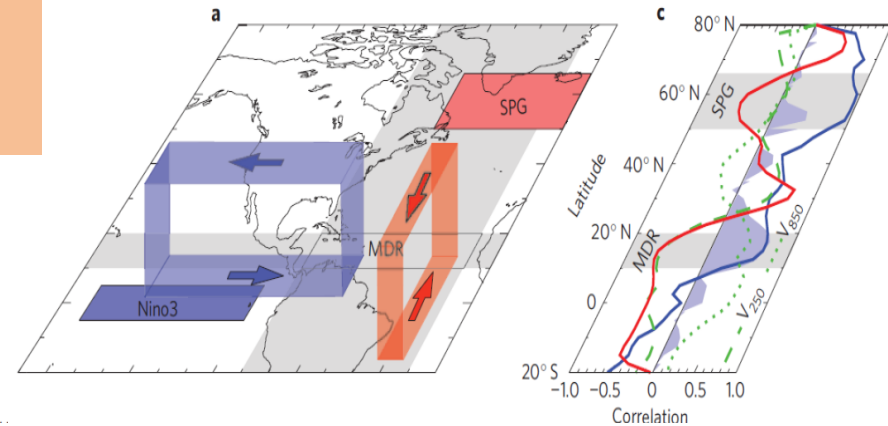 a
SPG
MDR
Nino3
c
80° N
60° N
40° N
20° N
0
20° S
Latitude
SPG
MDR
V850
V250
−1.0 −0.5 0 0.5 1.0
Correlation